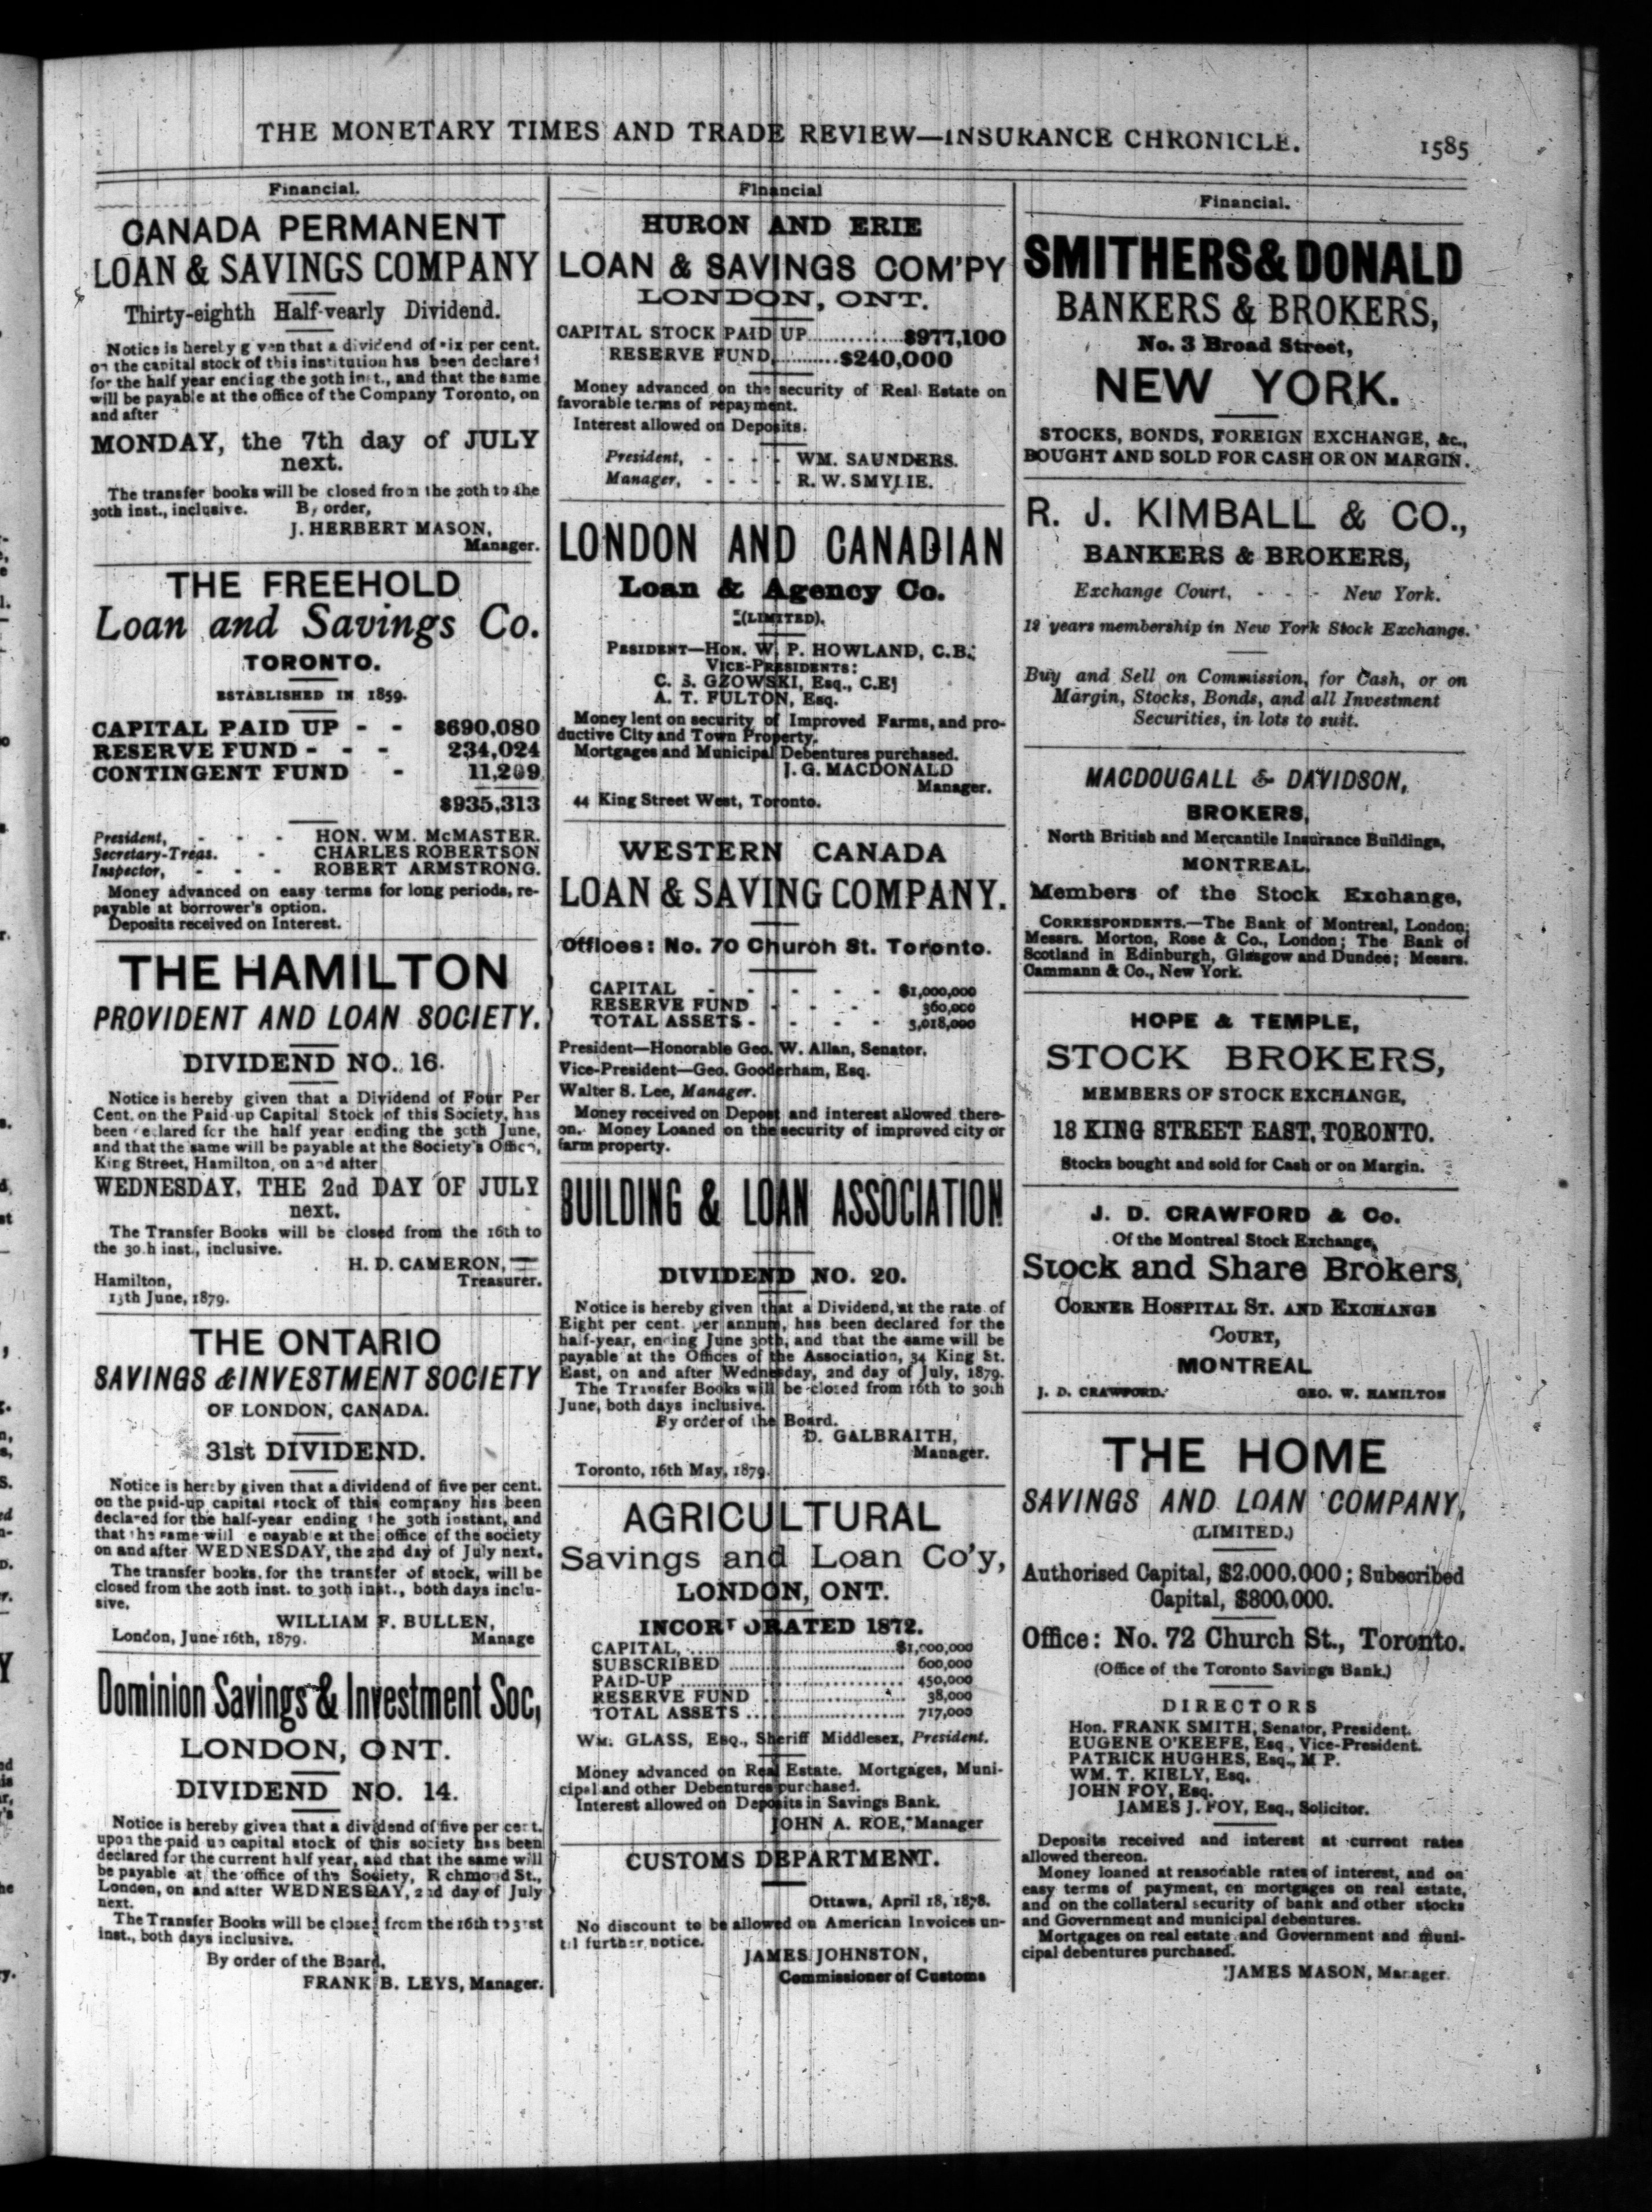 THE MONETARY TIMES AND TRADE REVIEW—INSURANCE CHRONICLE.
1585
Financial.
CANADA PERMANENT
LOAN & SAVINGS COMPANY
Thirty-eighth Half-yearly Dividend.
Notice is hereby g ven that a dividend of six per cent.
on the capital stock of this institution has been declared
for the half year ending the 30th inst., and that the same
will be payable at the office of the Company Toronto, on
and after
MONDAY, the 7th day of JULY
next.
The transfer books will be closed from the 20th to the
30th inst., inclusive. By order,
J. HERBERT MASON,
Manager.
THE FREEHOLD
Loan and Savings Co.
TORONTO.
ESTABLISHED IN 1859.
CAPITAL PAID UP - - $690,080
RESERVE FUND - - - 234,024
CONTINGENT FUND - 11,209
$935,313
President, - - - HON. WM. McMASTER.
Secretary-Treas. - CHARLES ROBERTSON
Inspector, - - - ROBERT ARMSTRONG.
Money advanced on easy terms for long periods, re-
payable at borrower's option.
Deposits received on Interest.
THE HAMILTON
PROVIDENT AND LOAN SOCIETY.
DIVIDEND NO. 16.
Notice is hereby given that a Dividend of Four Per
Cent. on the Paid up Capital Stock of this Society, has
been declared for the half year ending the 30th June,
and that the same will be payable at the Society's Office,
King Street, Hamilton, on and after
WEDNESDAY, THE 2nd DAY OF JULY
next.
The Transfer Books will be closed from the 16th to
the 30 h inst., inclusive.
H. D. CAMERON,
Treasurer.
Hamilton,
13th June, 1879.
THE ONTARIO
SAVINGS & INVESTMENT SOCIETY
OF LONDON, CANADA.
31st DIVIDEND.
Notice is hereby given that a dividend of five per cent.
on the paid-up capital stock of this company has been
declared for the half-year ending the 30th instant, and
that the same will be payable at the office of the society
on and after WEDNESDAY, the 2nd day of July next.
The transfer books, for the transfer of stock, will be
closed from the 20th inst. to 30th inst., both days inclu-
sive.
WILLIAM F. BULLEN,
London, June 16th, 1879. Manage
Dominion Savings & Investment Soc,
LONDON, ONT.
DIVIDEND NO. 14.
Notice is hereby given that a dividend of five per cent.
upon the paid up capital stock of this society has been
declared for the current half year, and that the same will
be payable at the office of the Society, R chmond St.,
London, on and after WEDNESDAY, 2nd day of July
next.
The Transfer Books will be closed from the 16th to 31st
inst., both days inclusive.
By order of the Board.
FRANK B. LEYS, Manager.
Financial
HURON AND ERIE
LOAN & SAVINGS COM'PY
LONDON, ONT.
CAPITAL STOCK PAID UP..............$977,100
RESERVE FUND..........$240,000
Money advanced on the security of Real Estate on
favorable terms of repayment.
Interest allowed on Deposits.
President, - - - - WM. SAUNDERS.
Manager, - - - - R. W. SMYLIE.
LONDON AND CANADIAN
Loan & Agency Co.
(LIMITED).
PRESIDENT—HON. W. P. HOWLAND, C.B.
VICE-PRESIDENTS:
C. S. GZOWSKI, Esq., C.E
A. T. FULTON, Esq.
Money lent on security of Improved Farms, and pro-
ductive City and Town Property.
Mortgages and Municipal Debentures purchased.
J. G. MACDONALD
Manager.
44 King Street West, Toronto.
WESTERN CANADA
LOAN & SAVING COMPANY.
Offices: No. 70 Church St. Toronto.
CAPITAL - - - - - $1,000,000
RESERVE FUND - - - - 360,000
TOTAL ASSETS - - - - 3,018,000
President—Honorable Geo. W. Allan, Senator.
Vice-President—Geo. Gooderham, Esq.
Walter S. Lee, Manager.
Money received on Depost and interest allowed there-
on. Money Loaned on the security of improved city or
farm property.
BUILDING & LOAN ASSOCIATION
DIVIDEND NO. 20.
Notice is hereby given that a Dividend, at the rate of
Eight per cent. per annum, has been declared for the
half-year, ending June 30th, and that the same will be
payable at the Offices of the Association, 34 King St.
East, on and after Wednesday, 2nd day of July, 1879.
The Transfer Books will be closed from 16th to 30th
June, both days inclusive.
By order of the Board.
D. GALBRAITH,
Manager.
Toronto, 16th May, 1879.
AGRICULTURAL
Savings and Loan Co'y,
LONDON, ONT.
INCORPORATED 1872.
CAPITAL, ..............................$1,000,000
SUBSCRIBED .......................... 600,000
PAID-UP ................................ 450,000
RESERVE FUND ..................... 38,000
TOTAL ASSETS ...................... 717,000
WM. GLASS, Esq., Sheriff Middlesex, President.
Money advanced on Real Estate. Mortgages, Muni-
cipal and other Debentures purchased.
Interest allowed on Deposits in Savings Bank.
JOHN A. ROE, Manager
CUSTOMS DEPARTMENT.
Ottawa, April 18, 1878.
No discount to be allowed on American Invoices un-
til further notice.
JAMES JOHNSTON,
Commissioner of Customs
Financial.
SMITHERS & DONALD
BANKERS & BROKERS,
No. 3 Broad Street,
NEW YORK.
STOCKS, BONDS, FOREIGN EXCHANGE, &c.,
BOUGHT AND SOLD FOR CASH OR ON MARGIN.
R. J. KIMBALL & CO.,
BANKERS & BROKERS,
Exchange Court, - - - New York.
years membership in New York Stock Exchange.
Buy and Sell on Commission, for Cash, or on
Margin, Stocks, Bonds, and all Investment
Securities, in lots to suit.
MACDOUGALL & DAVIDSON,
BROKERS,
North British and Mercantile Insurance Buildings,
MONTREAL.
Members of the Stock Exchange,
CORRESPONDENTS.—The Bank of Montreal, London;
Messrs. Morton, Rose & Co., London; The Bank of
Scotland in Edinburgh, Glasgow and Dundee; Messrs.
Cammann & Co., New York.
HOPE & TEMPLE,
STOCK BROKERS,
MEMBERS OF STOCK EXCHANGE,
18 KING STREET EAST, TORONTO.
Stocks bought and sold for Cash or on Margin.
J. D. CRAWFORD & Co.
Of the Montreal Stock Exchange,
Stock and Share Brokers,
CORNER HOSPITAL ST. AND EXCHANGE
COURT,
MONTREAL
J. D. CRAWFORD. GEO. W. HAMILTON
THE HOME
SAVINGS AND LOAN COMPANY,
(LIMITED.)
Authorised Capital, $2,000,000; Subscribed
Capital, $800,000.
Office: No. 72 Church St., Toronto.
(Office of the Toronto Savings Bank.)
DIRECTORS
Hon. FRANK SMITH, Senator, President.
EUGENE O'KEEFE, Esq, Vice-President.
PATRICK HUGHES, Esq., M P.
WM. T. KIELY, Esq.
JOHN FOY, Esq.
JAMES J. FOY, Esq., Solicitor.
Deposits received and interest at current rates
allowed thereon.
Money loaned at reasonable rates of interest, and on
easy terms of payment, on mortgages on real estate,
and on the collateral security of bank and other stocks
and Government and municipal debentures.
Mortgages on real estate and Government and muni-
cipal debentures purchased.
JAMES MASON, Manager.